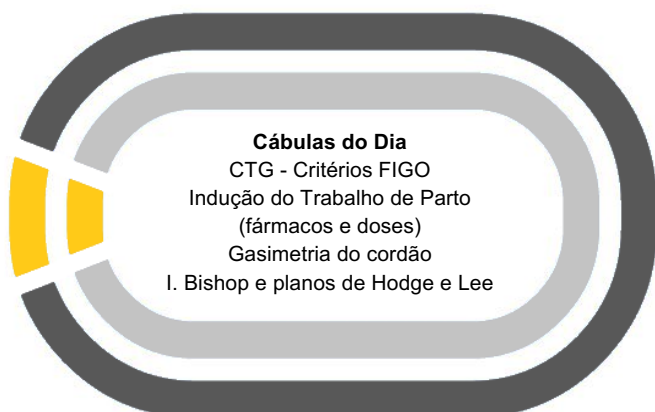 Cábulas do Dia
CTG - Critérios FIGO
Indução do Trabalho de Parto
(fármacos e doses)
Gasimetria do cordão
I. Bishop e planos de Hodge e Lee